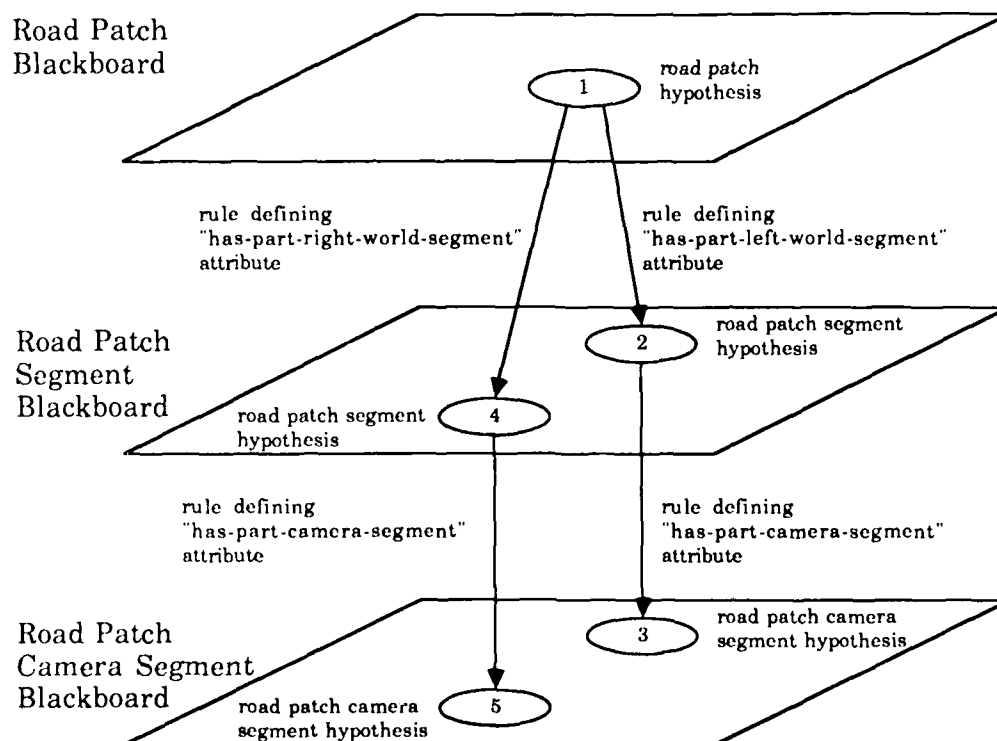 Road Patch
Blackboard
1
road patch
hypothesis
rule defining
"has-part-right-world-segment"
attribute
rule defining
"has-part-left-world-segment"
attribute
Road Patch
Segment
Blackboard
2
road patch segment
hypothesis
4
road patch segment
hypothesis
rule defining
"has-part-camera-segment"
attribute
rule defining
"has-part-camera-segment"
attribute
Road Patch
Camera Segment
Blackboard
3
road patch camera
segment hypothesis
5
road patch camera
segment hypothesis